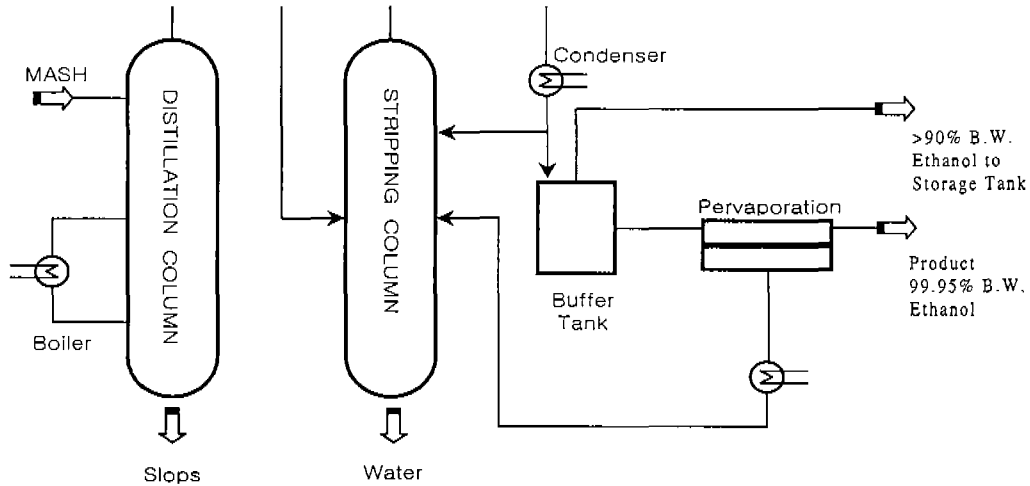 MASH
DISTILLATION COLUMN
Boiler
Slops
STRIPPING COLUMN
Water
Condenser
Buffer
Tank
Pervaporation
>90% B.W.
Ethanol to
Storage Tank
Product
99.95% B.W.
Ethanol